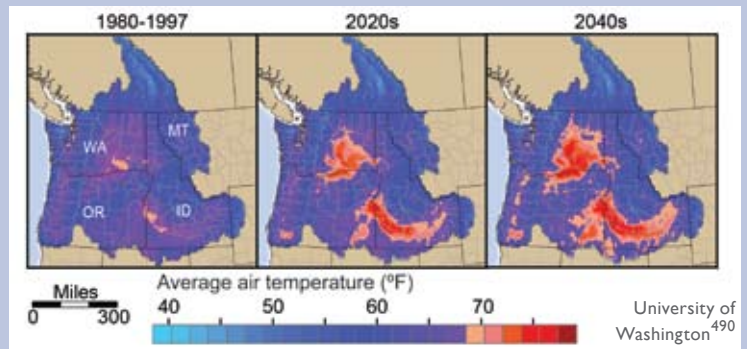 1980-1997 2020s 2040s
WA MT
OR ID
Average air temperature (ºF)
Miles
0 300
40 50 60 70
University of
Washington490